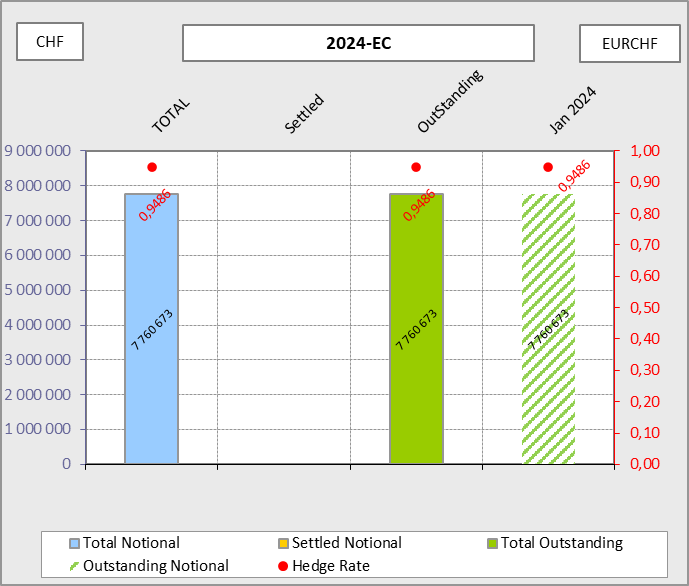 CHF
2024-EC
EURCHF
TOTAL
Settled
OutStanding
Jan 2024
9 000 000
8 000 000
7 000 000
6 000 000
5 000 000
4 000 000
3 000 000
2 000 000
1 000 000
0
0,9486
0,9486
0,9486
7 760 673
7 760 673
7 760 673
1,00
0,90
0,80
0,70
0,60
0,50
0,40
0,30
0,20
0,10
0,00
Total Notional
Settled Notional
Total Outstanding
Outstanding Notional
Hedge Rate